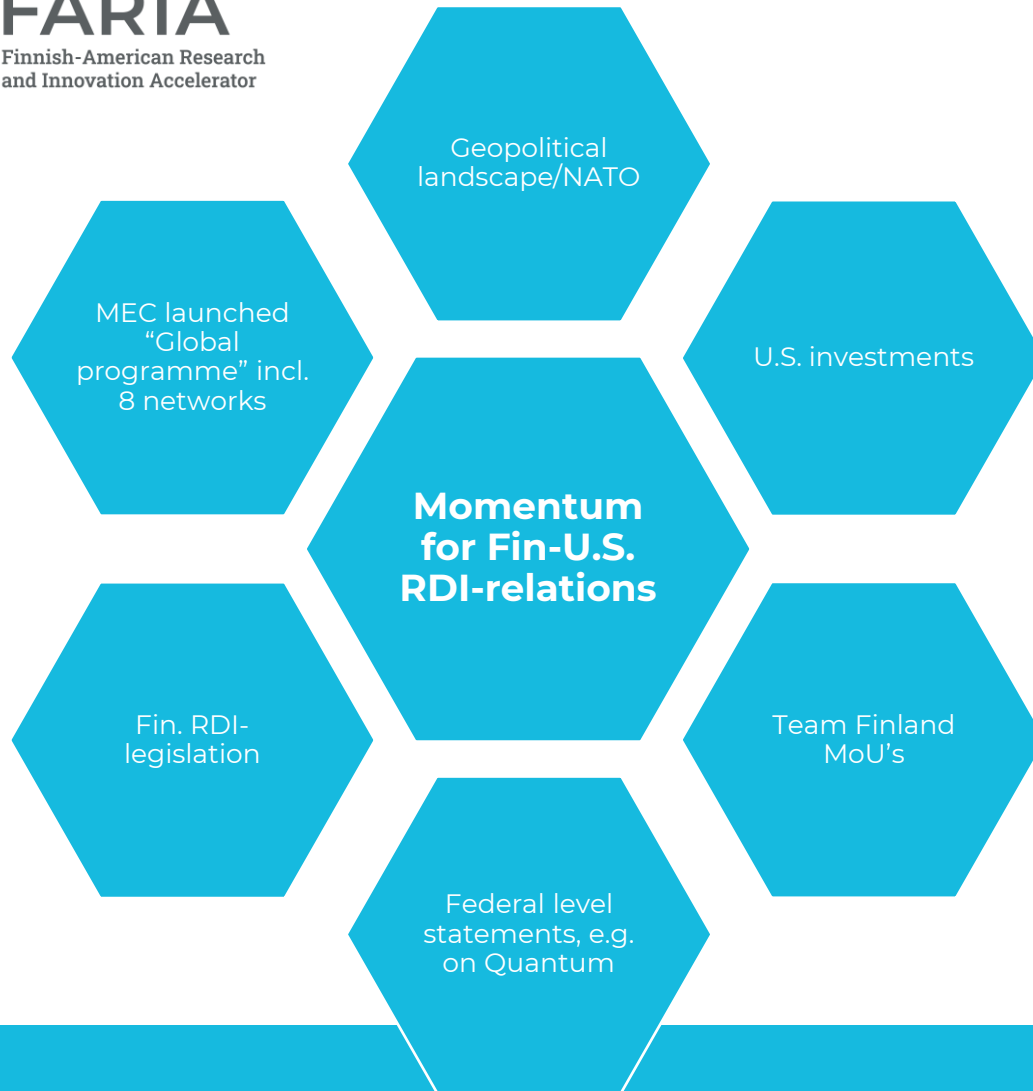 FARIA
Finnish-American Research
and Innovation Accelerator
Geopolitical
landscape/NATO
MEC launched
“Global
programme” incl.
8 networks
U.S. investments
Momentum
for Fin-U.S.
RDI-relations
Fin. RDI-
legislation
Team Finland
MoU’s
Federal level
statements, e.g.
on Quantum